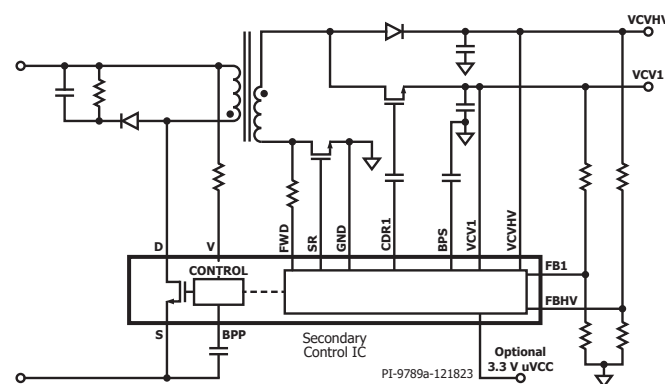 VCVHV
VCV1
FWD
SR
GND
CDR1
BPS
VCV1
VCVHV
D
V
CONTROL
FB1
FBHV
S
BPP
Secondary
Control IC
PI-9789a-121823
Optional
3.3 V uVCC